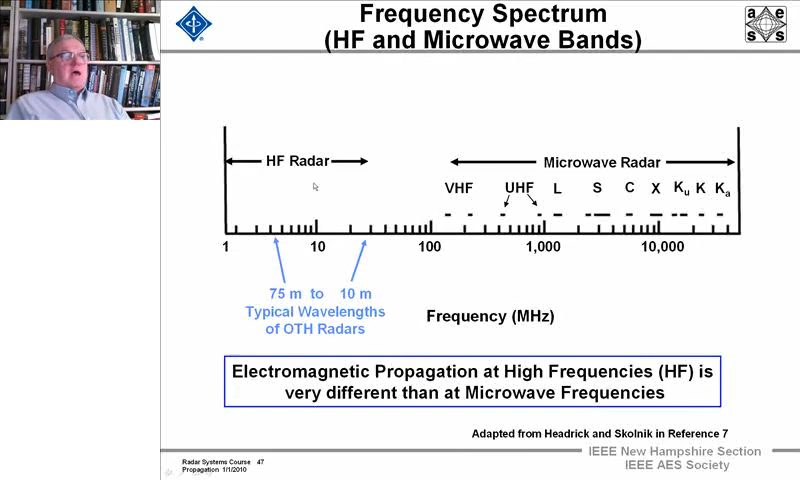 Frequency Spectrum
(HF and Microwave Bands)
a e
s s
HF Radar
Microwave Radar
VHF UHF L S C X Ku K Ka
1 10 100 1,000 10,000
75 m to 10 m
Typical Wavelengths
of OTH Radars
Frequency (MHz)
Electromagnetic Propagation at High Frequencies (HF) is
very different than at Microwave Frequencies
Adapted from Headrick and Skolnik in Reference 7
Radar Systems Course 47
Propagation 1/1/2010
IEEE New Hampshire Section
IEEE AES Society